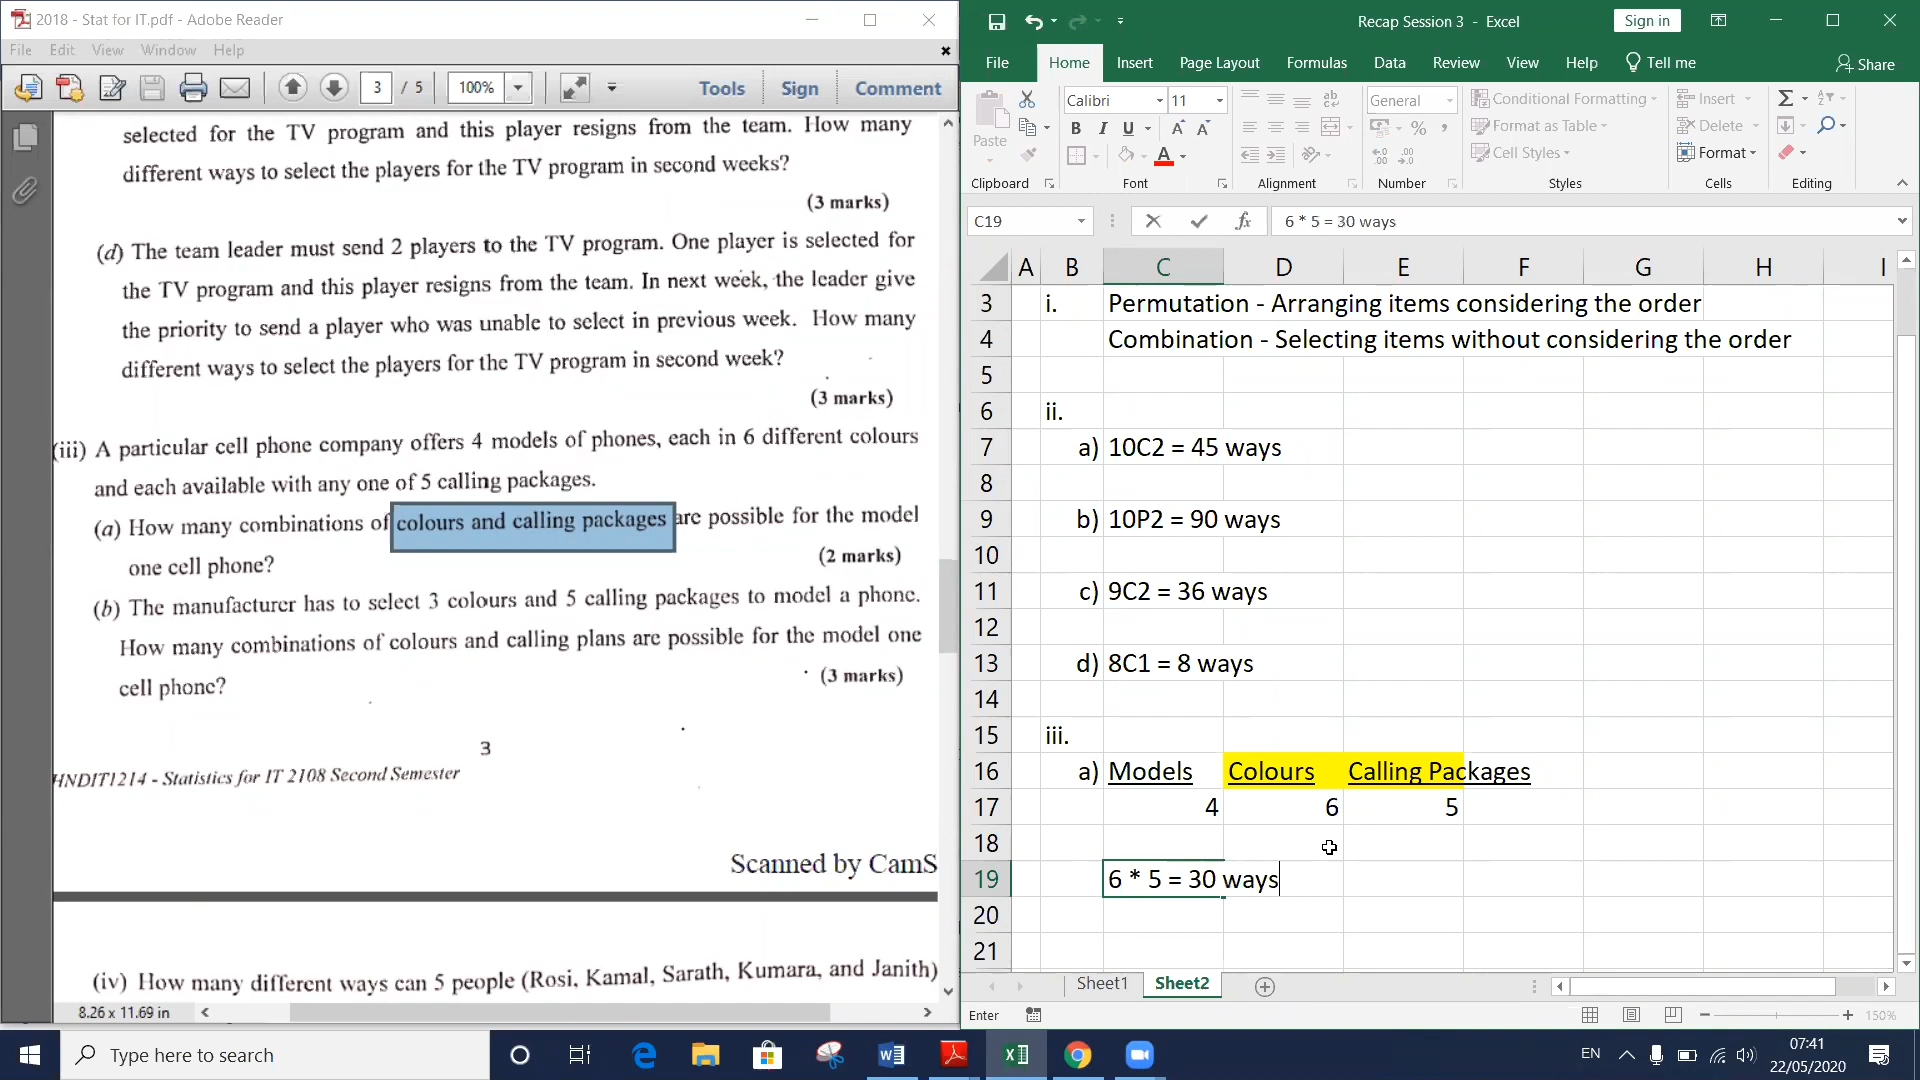 2018 - Stat for IT.pdf - Adobe Reader
File Edit View Window Help
3 / 5 100% Tools Sign Comment
selected for the TV program and this player resigns from the team. How many
different ways to select the players for the TV program in second weeks?
(3 marks)
(d) The team leader must send 2 players to the TV program. One player is selected for
the TV program and this player resigns from the team. In next week, the leader give
the priority to send a player who was unable to select in previous week. How many
different ways to select the players for the TV program in second week?
(3 marks)
(iii) A particular cell phone company offers 4 models of phones, each in 6 different colours
and each available with any one of 5 calling packages.
(a) How many combinations of colours and calling packages are possible for the model
one cell phone?
(2 marks)
(b) The manufacturer has to select 3 colours and 5 calling packages to model a phone.
How many combinations of colours and calling plans are possible for the model one
cell phone?
(3 marks)
3
HNDIT1214 - Statistics for IT 2108 Second Semester
Scanned by CamS
(iv) How many different ways can 5 people (Rosi, Kamal, Sarath, Kumara, and Janith)
8.26 x 11.69 in
Recap Session 3 - Excel
Sign in
File Home Insert Page Layout Formulas Data Review View Help Tell me Share
Paste
Calibri 11
B I U A A A
General
% ,
Conditional Formatting
Format as Table
Cell Styles
Insert
Delete
Format
Clipboard Font Alignment Number Styles Cells Editing
C19 fx 6 * 5 = 30 ways
A B C D E F G H I
3 i. Permutation - Arranging items considering the order
4 Combination - Selecting items without considering the order
5
6 ii.
7 a) 10C2 = 45 ways
8
9 b) 10P2 = 90 ways
10
11 c) 9C2 = 36 ways
12
13 d) 8C1 = 8 ways
14
15 iii.
16 a) Models Colours Calling Packages
17 4 6 5
18
19 6 * 5 = 30 ways
20
21
Sheet1 Sheet2
Enter
150%
Type here to search
EN
07:41
22/05/2020